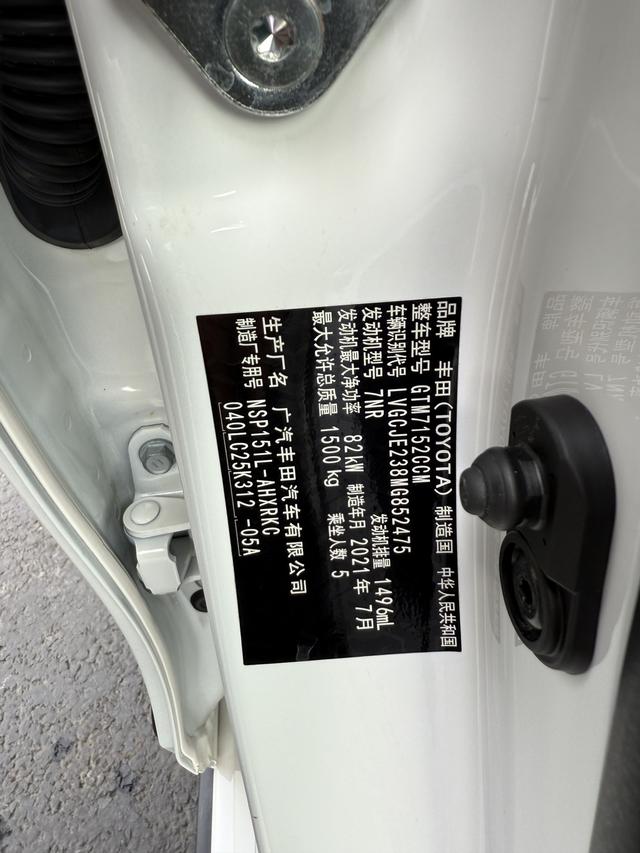 品牌 丰田(TOYOTA) 制造国 中华人民共和国
整车型号 GTM7152GCM
车辆识别代号 LVGCJE238MG852475
发动机型号 7NR 发动机排量 1496mL
发动机最大净功率 82kW 制造年月 2021年 7月
最大允许总质量 1500kg 乘坐人数 5
生产厂名 广汽丰田汽车有限公司
制造厂专用号 NSP151L-AHXRKC
040LC25K312 -05A